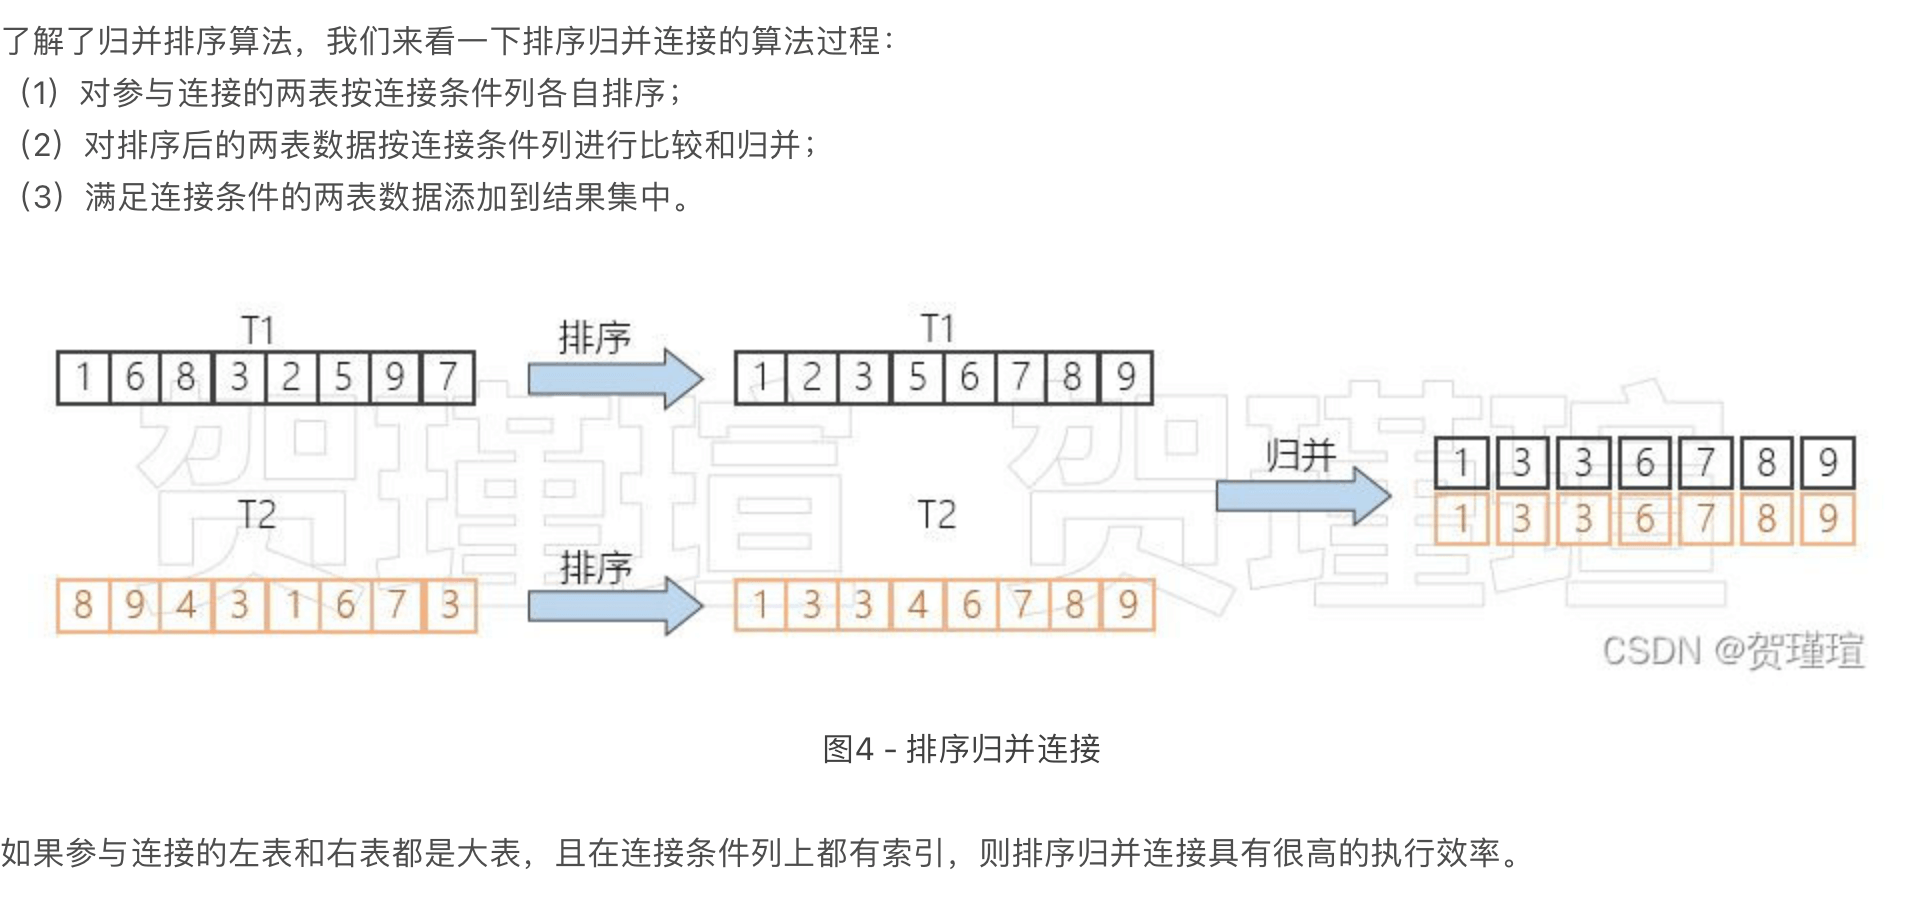 了解了归并排序算法，我们来看一下排序归并连接的算法过程：
（1）对参与连接的两表按连接条件列各自排序；
（2）对排序后的两表数据按连接条件列进行比较和归并；
（3）满足连接条件的两表数据添加到结果集中。
T1
1 6 8 3 2 5 9 7
排序
T1
1 2 3 5 6 7 8 9
归并
1 3 3 6 7 8 9
1 3 3 6 7 8 9
T2
8 9 4 3 1 6 7 3
排序
T2
1 3 3 4 6 7 8 9
贺瑾瑄
贺瑾瑄
CSDN @贺瑾瑄
图4 - 排序归并连接
如果参与连接的左表和右表都是大表，且在连接条件列上都有索引，则排序归并连接具有很高的执行效率。